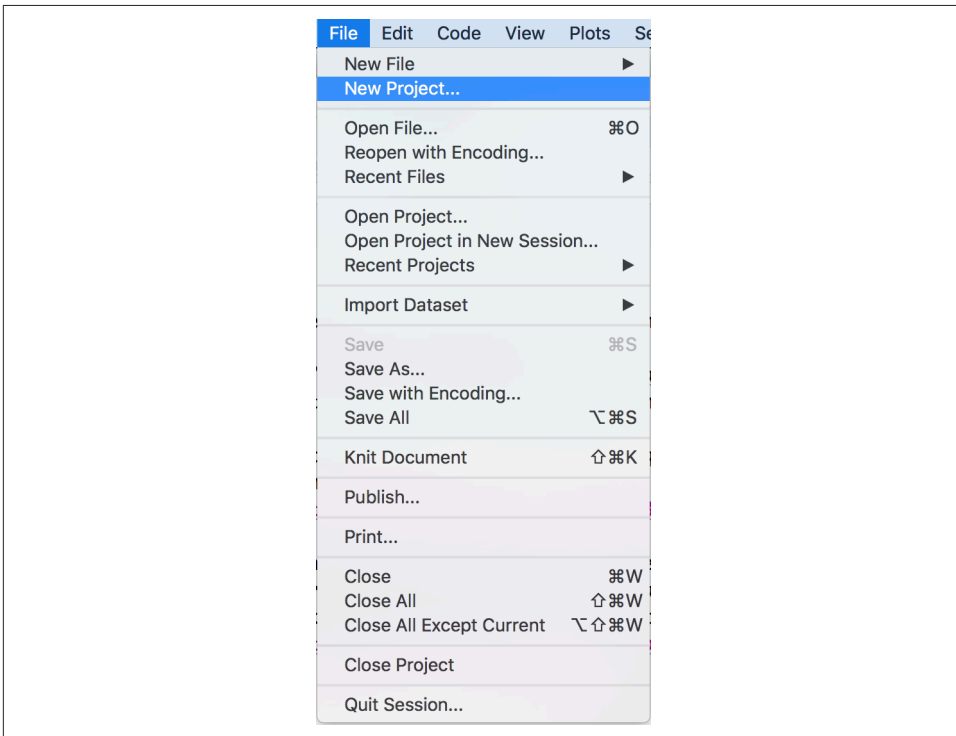 File Edit Code View Plots Se
New File ▶
New Project...
Open File... ⌘O
Reopen with Encoding...
Recent Files ▶
Open Project...
Open Project in New Session...
Recent Projects ▶
Import Dataset ▶
Save ⌘S
Save As...
Save with Encoding...
Save All ⌥⌘S
Knit Document ⇧⌘K
Publish...
Print...
Close ⌘W
Close All ⇧⌘W
Close All Except Current ⌥⇧⌘W
Close Project
Quit Session...